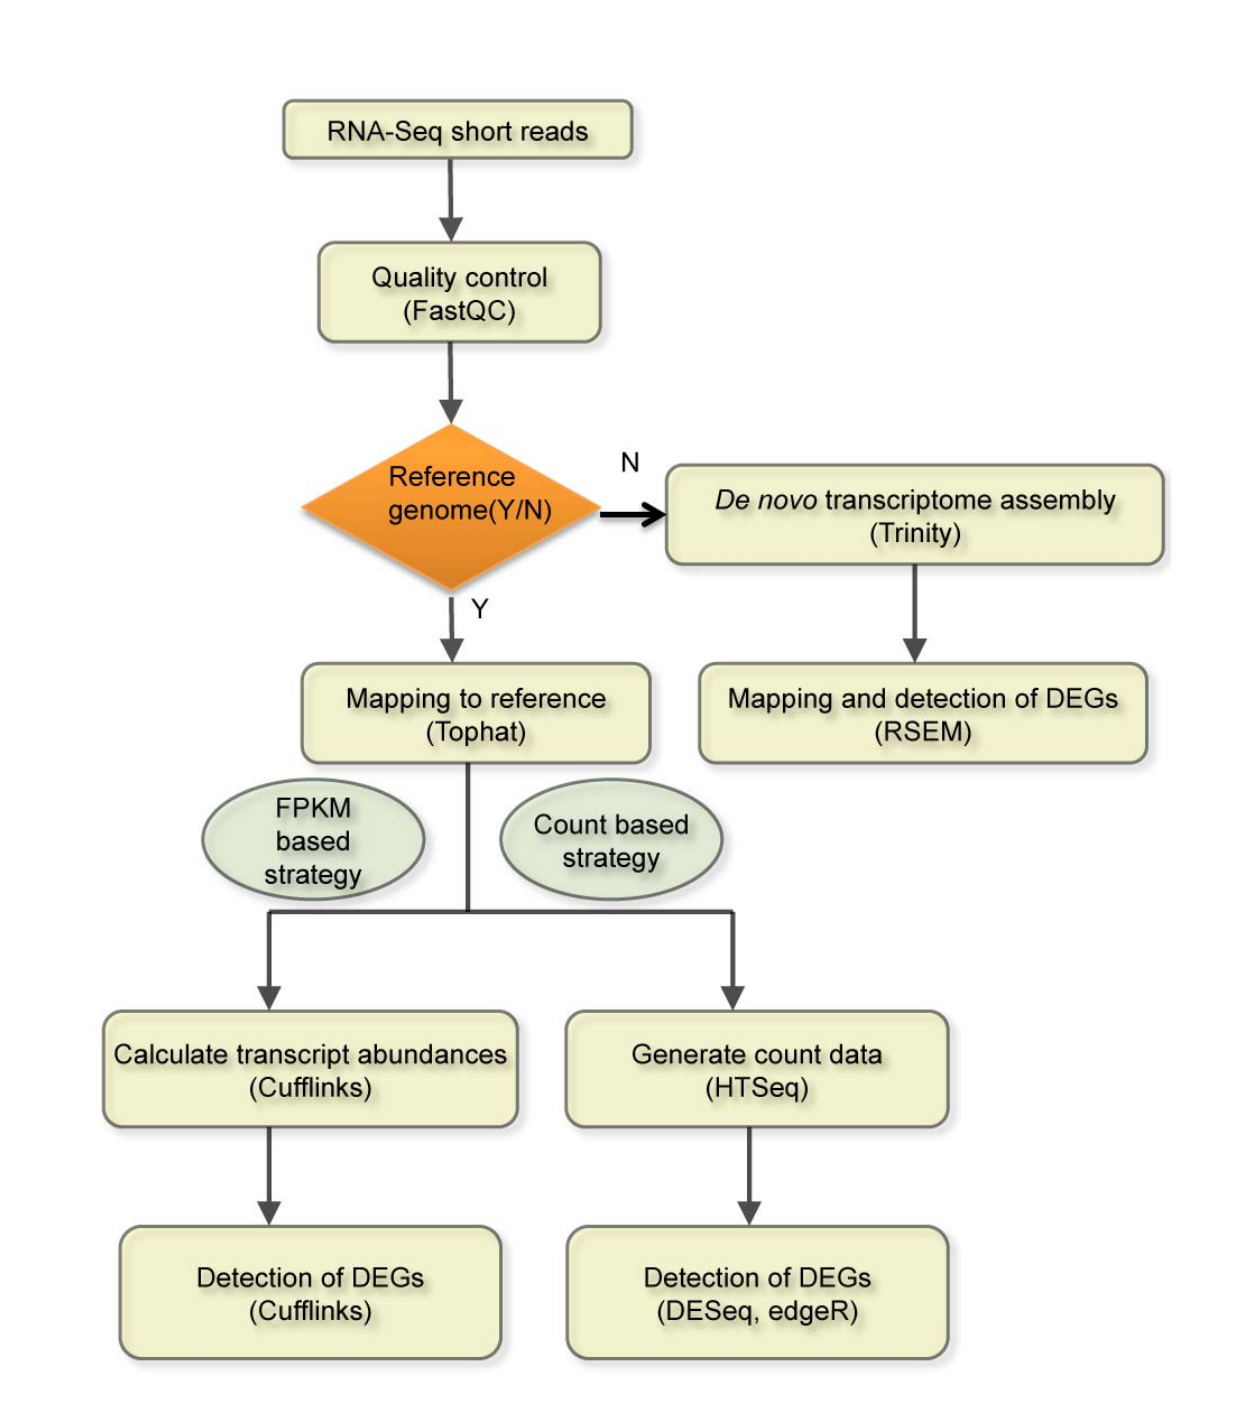 RNA-Seq short reads
Quality control
(FastQC)
Reference
genome(Y/N)
N
De novo transcriptome assembly
(Trinity)
Y
Mapping to reference
(Tophat)
Mapping and detection of DEGs
(RSEM)
FPKM
based
strategy
Count based
strategy
Calculate transcript abundances
(Cufflinks)
Generate count data
(HTSeq)
Detection of DEGs
(Cufflinks)
Detection of DEGs
(DESeq, edgeR)